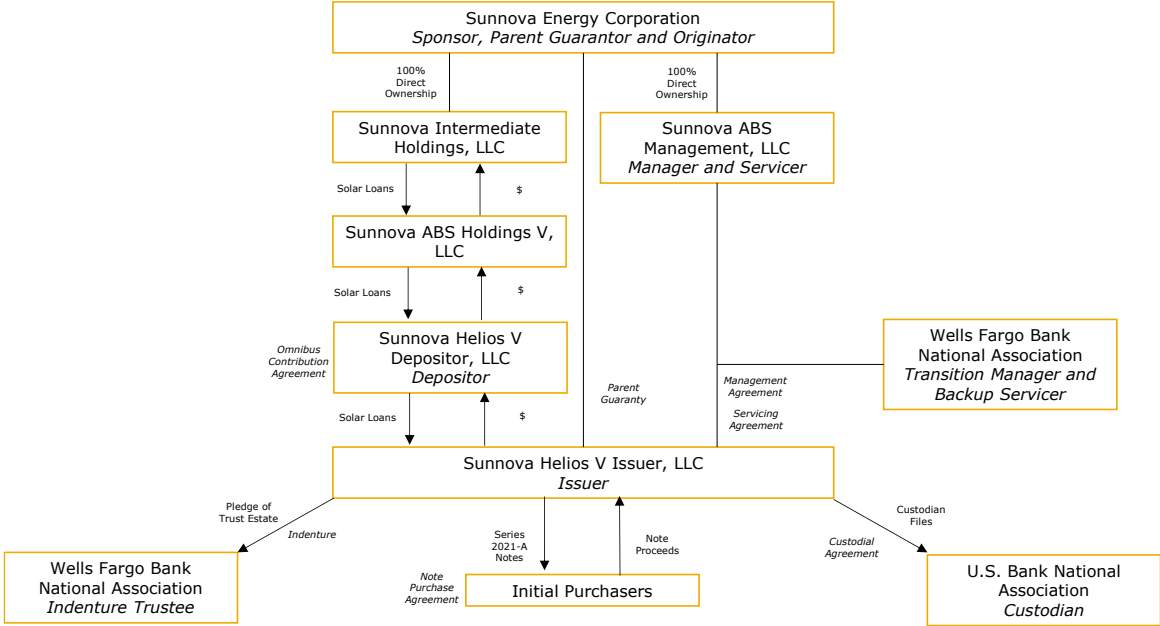 Sunnova Energy Corporation
Sponsor, Parent Guarantor and Originator
100%
Direct
Ownership
100%
Direct
Ownership
Sunnova Intermediate
Holdings, LLC
Sunnova ABS
Management, LLC
Manager and Servicer
Solar Loans
$
Sunnova ABS Holdings V,
LLC
Solar Loans
$
Omnibus
Contribution
Agreement
Sunnova Helios V
Depositor, LLC
Depositor
Wells Fargo Bank
National Association
Transition Manager and
Backup Servicer
Parent
Guaranty
Management
Agreement
Servicing
Agreement
Solar Loans
$
Sunnova Helios V Issuer, LLC
Issuer
Pledge of
Trust Estate
Indenture
Series
2021-A
Notes
Note
Proceeds
Custodian
Files
Custodial
Agreement
Wells Fargo Bank
National Association
Indenture Trustee
Note
Purchase
Agreement
Initial Purchasers
U.S. Bank National
Association
Custodian